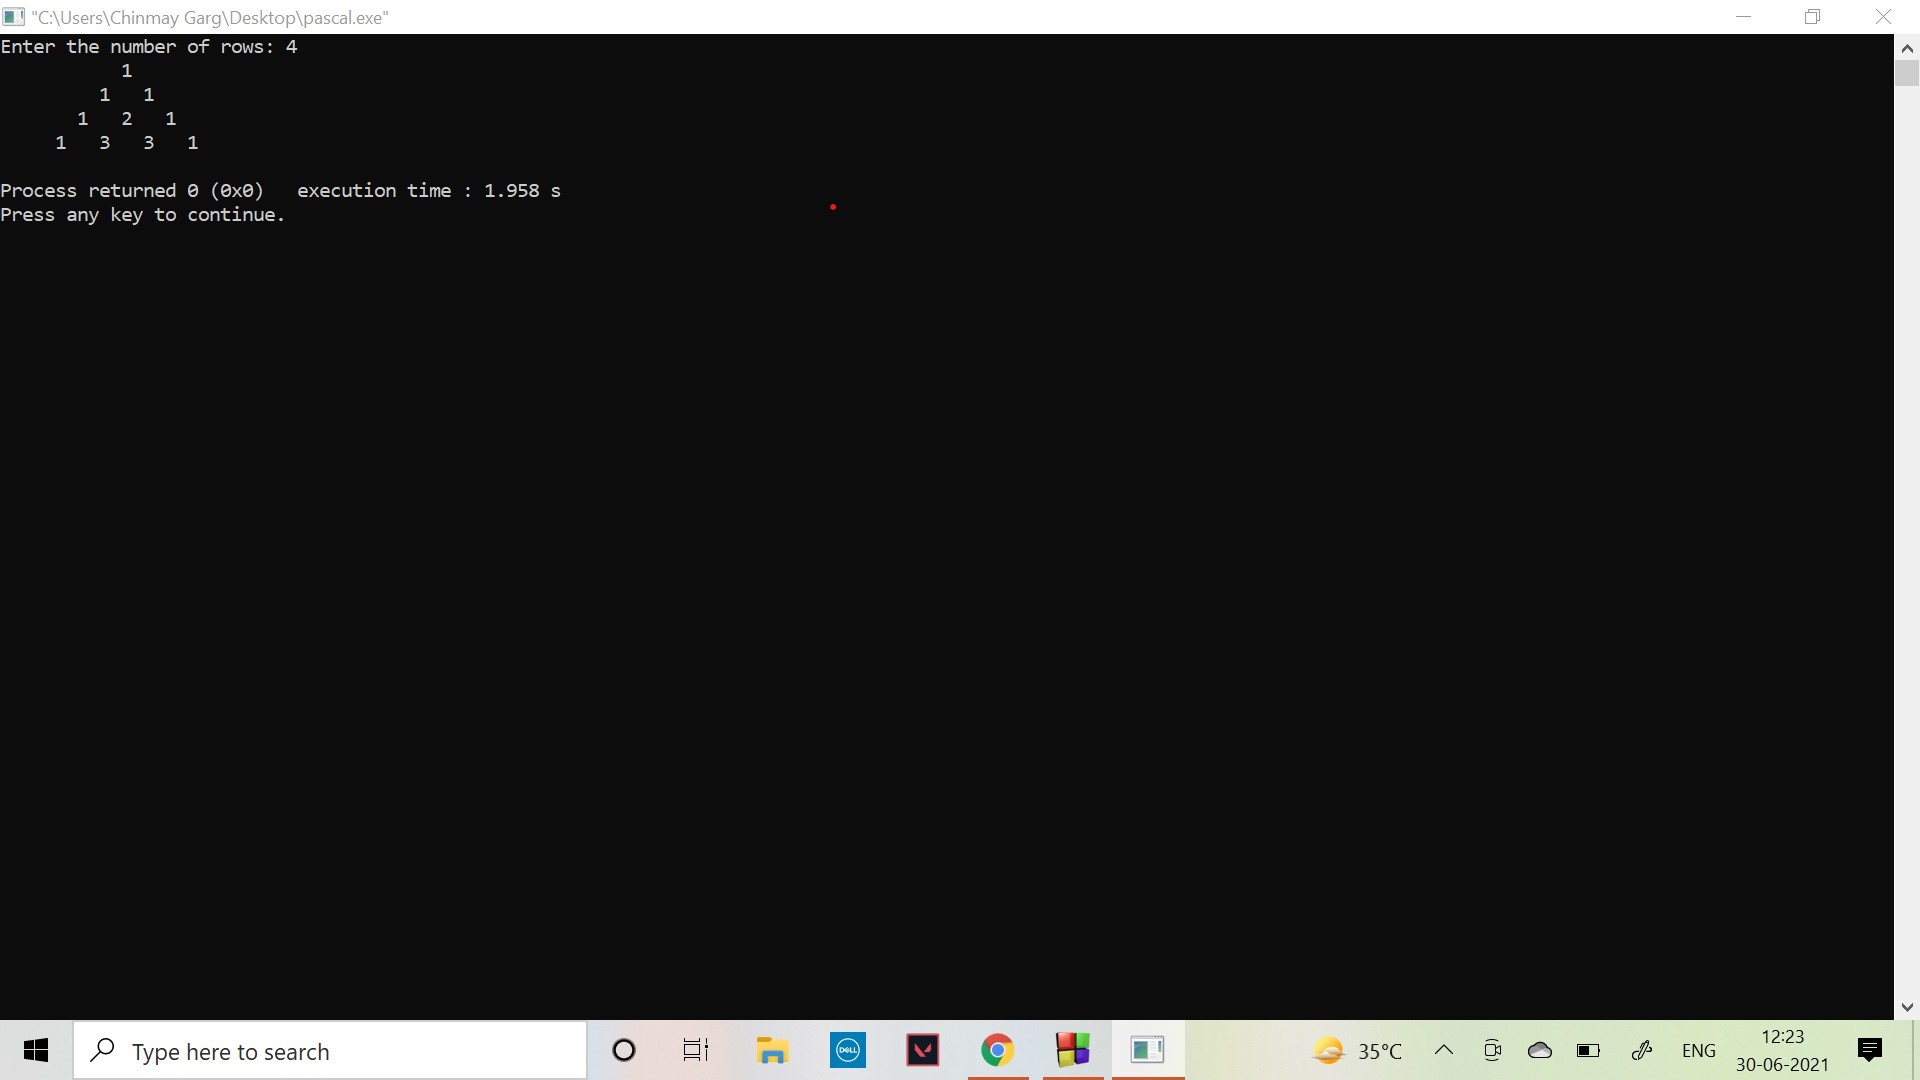 "C:\Users\Chinmay Garg\Desktop\pascal.exe"
Enter the number of rows: 4
1
1 1
1 2 1
1 3 3 1
Process returned 0 (0x0) execution time : 1.958 s
Press any key to continue.
Type here to search
DELL
35°C
ENG
12:23
30-06-2021